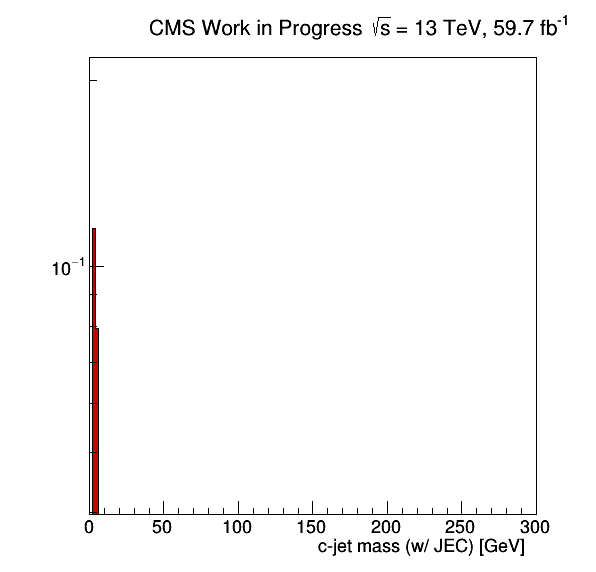 CMS Work in Progress √s = 13 TeV, 59.7 fb⁻¹
10⁻¹
0 50 100 150 200 250 300
c-jet mass (w/ JEC) [GeV]